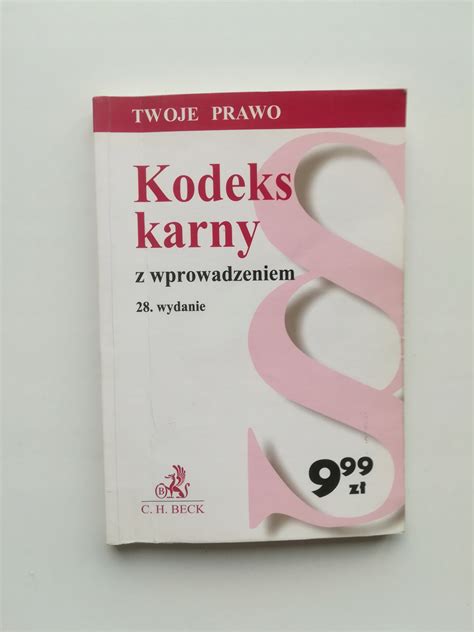 TWOJE PRAWO
Kodeks
karny
z wprowadzeniem
28. wydanie
9 99
zł
B
C. H. BECK